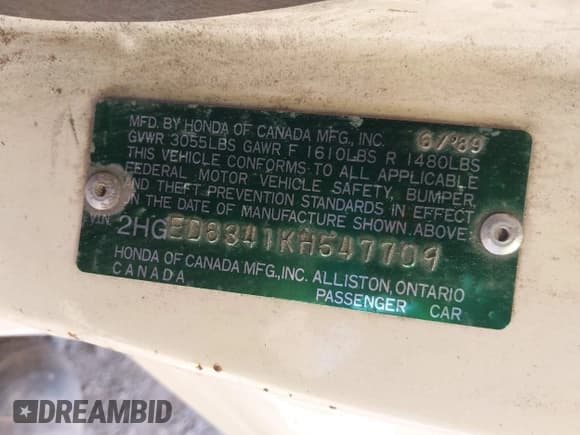 MFD. BY HONDA OF CANADA MFG., INC. 6/'89
GVWR 3055LBS GAWR F 1610LBS R 1480LBS
THIS VEHICLE CONFORMS TO ALL APPLICABLE
FEDERAL MOTOR VEHICLE SAFETY, BUMPER,
AND THEFT PREVENTION STANDARDS IN EFFECT
ON THE DATE OF MANUFACTURE SHOWN ABOVE:
VIN 2HGED6341KH547709
HONDA OF CANADA MFG., INC. ALLISTON, ONTARIO
CANADA
PASSENGER CAR
DREAMBID